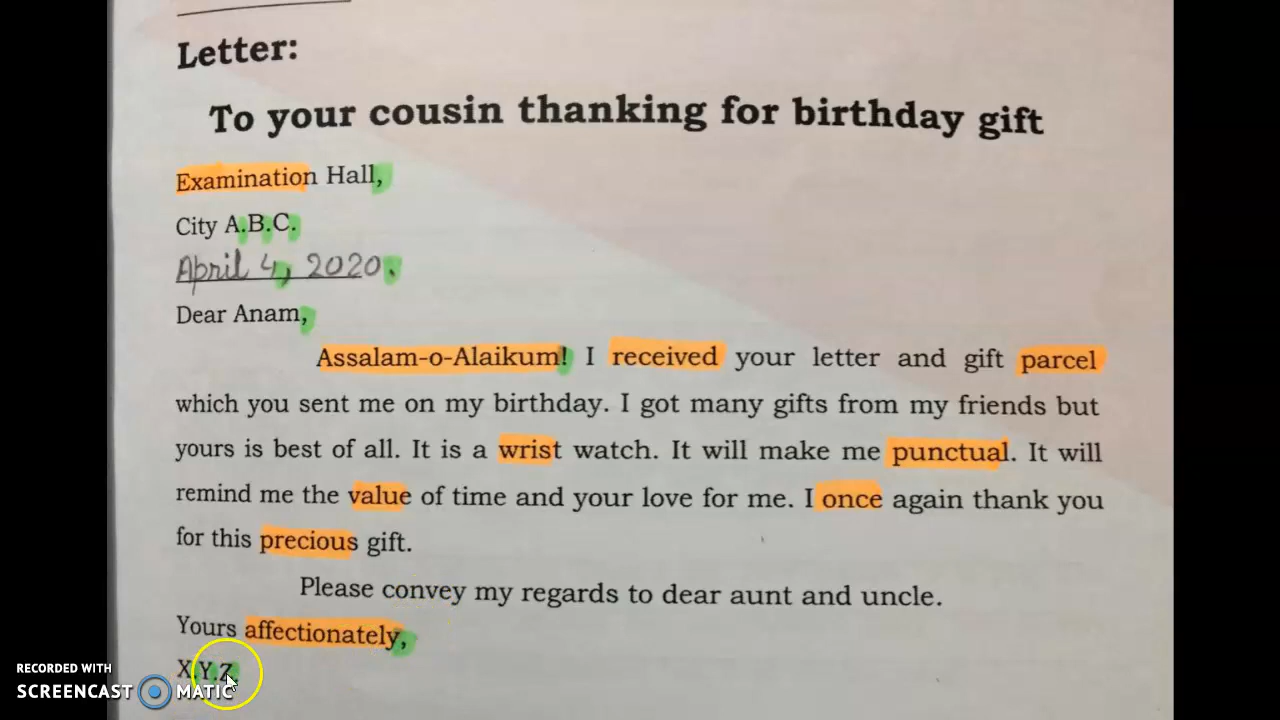 Letter:
To your cousin thanking for birthday gift
Examination Hall,
City A.B.C.
April 4, 2020.
Dear Anam,
Assalam-o-Alaikum! I received your letter and gift parcel
which you sent me on my birthday. I got many gifts from my friends but
yours is best of all. It is a wrist watch. It will make me punctual. It will
remind me the value of time and your love for me. I once again thank you
for this precious gift.
Please convey my regards to dear aunt and uncle.
Yours affectionately,
X.Y.Z.
RECORDED WITH
SCREENCAST MATIC